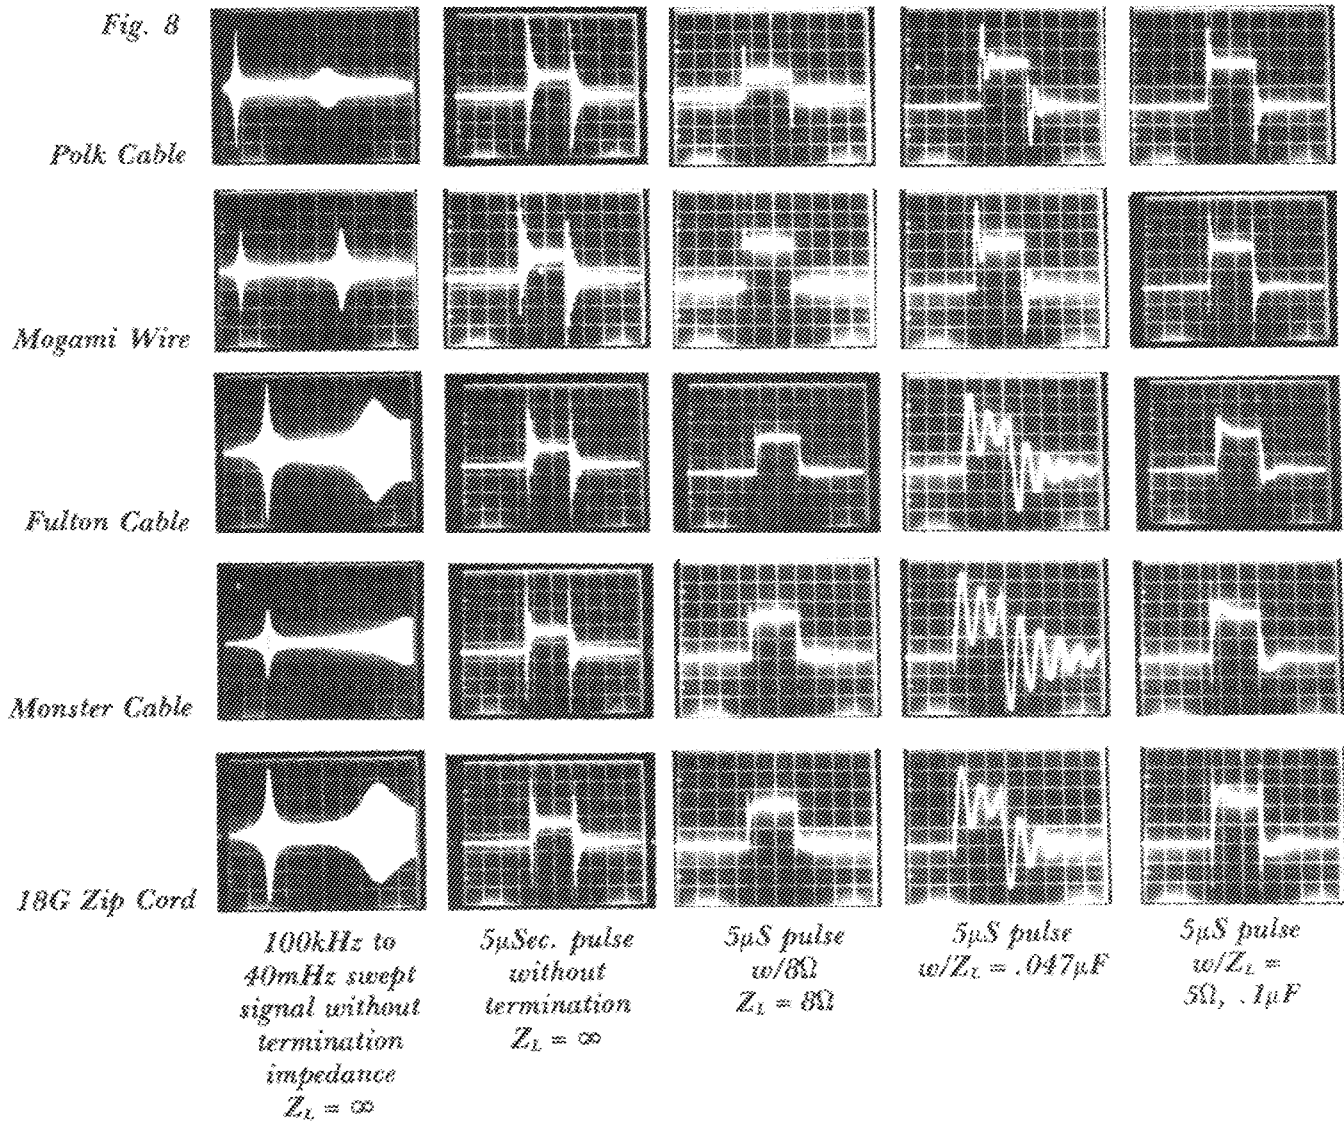 Fig. 8
Polk Cable
Mogami Wire
Fulton Cable
Monster Cable
18G Zip Cord
100kHz to
40mHz swept
signal without
termination
impedance
Z_L = ∞
5μSec. pulse
without
termination
Z_L = ∞
5μS pulse
w/8Ω
Z_L = 8Ω
5μS pulse
w/Z_L = .047μF
5μS pulse
w/Z_L =
5Ω, .1μF